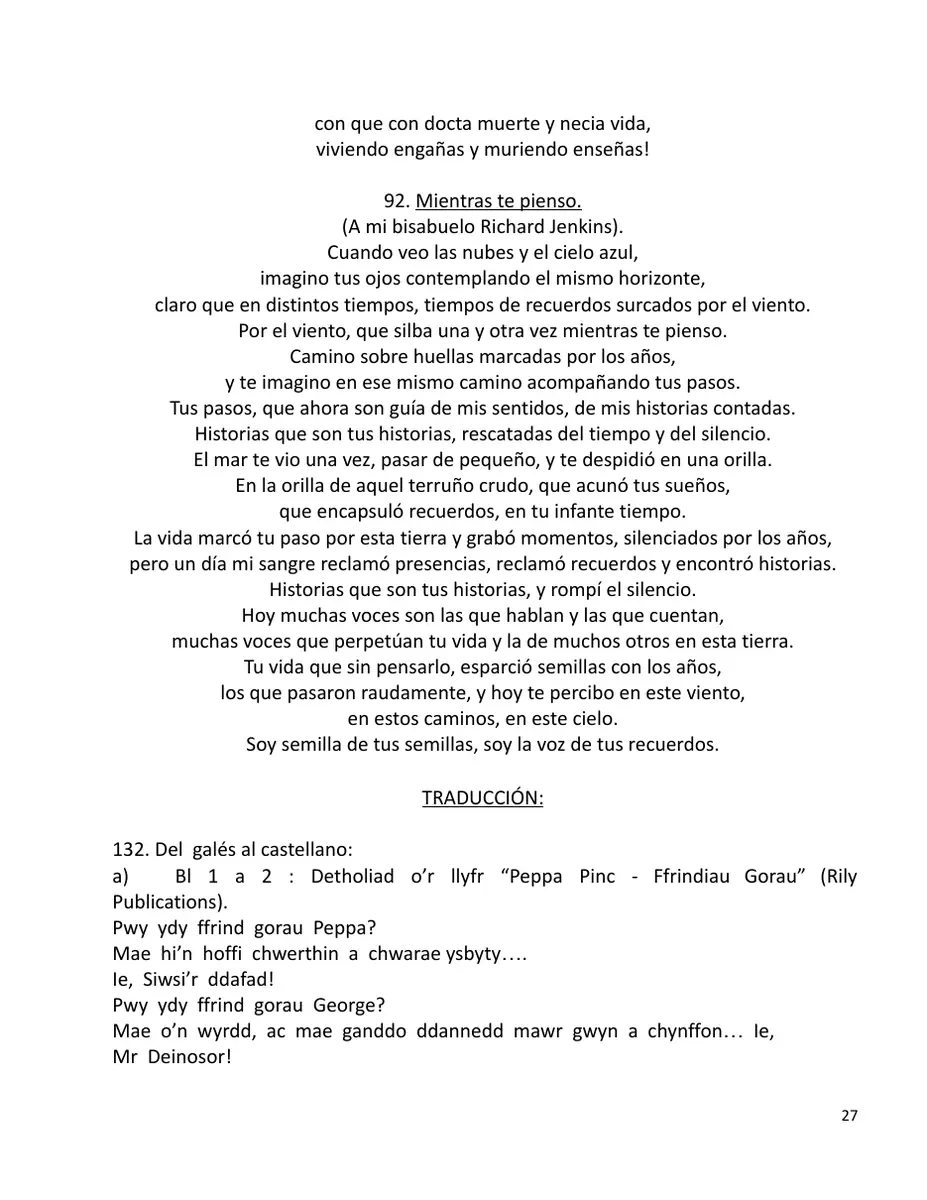 con que con docta muerte y necia vida,
viviendo engañas y muriendo enseñas!
92. Mientras te pienso.
(A mi bisabuelo Richard Jenkins).
Cuando veo las nubes y el cielo azul,
imagino tus ojos contemplando el mismo horizonte,
claro que en distintos tiempos, tiempos de recuerdos surcados por el viento.
Por el viento, que silba una y otra vez mientras te pienso.
Camino sobre huellas marcadas por los años,
y te imagino en ese mismo camino acompañando tus pasos.
Tus pasos, que ahora son guía de mis sentidos, de mis historias contadas.
Historias que son tus historias, rescatadas del tiempo y del silencio.
El mar te vio una vez, pasar de pequeño, y te despidió en una orilla.
En la orilla de aquel terruño crudo, que acunó tus sueños,
que encapsuló recuerdos, en tu infante tiempo.
La vida marcó tu paso por esta tierra y grabó momentos, silenciados por los años,
pero un día mi sangre reclamó presencias, reclamó recuerdos y encontró historias.
Historias que son tus historias, y rompí el silencio.
Hoy muchas voces son las que hablan y las que cuentan,
muchas voces que perpetúan tu vida y la de muchos otros en esta tierra.
Tu vida que sin pensarlo, esparció semillas con los años,
los que pasaron raudamente, y hoy te percibo en este viento,
en estos caminos, en este cielo.
Soy semilla de tus semillas, soy la voz de tus recuerdos.
TRADUCCIÓN:
132. Del galés al castellano:
a) Bl 1 a 2 : Detholiad o’r llyfr “Peppa Pinc - Ffrindiau Gorau” (Rily
Publications).
Pwy ydy ffrind gorau Peppa?
Mae hi’n hoffi chwerthin a chwarae ysbyty….
Ie, Siwsi’r ddafad!
Pwy ydy ffrind gorau George?
Mae o’n wyrdd, ac mae ganddo ddannedd mawr gwyn a chynffon… Ie,
Mr Deinosor!
27